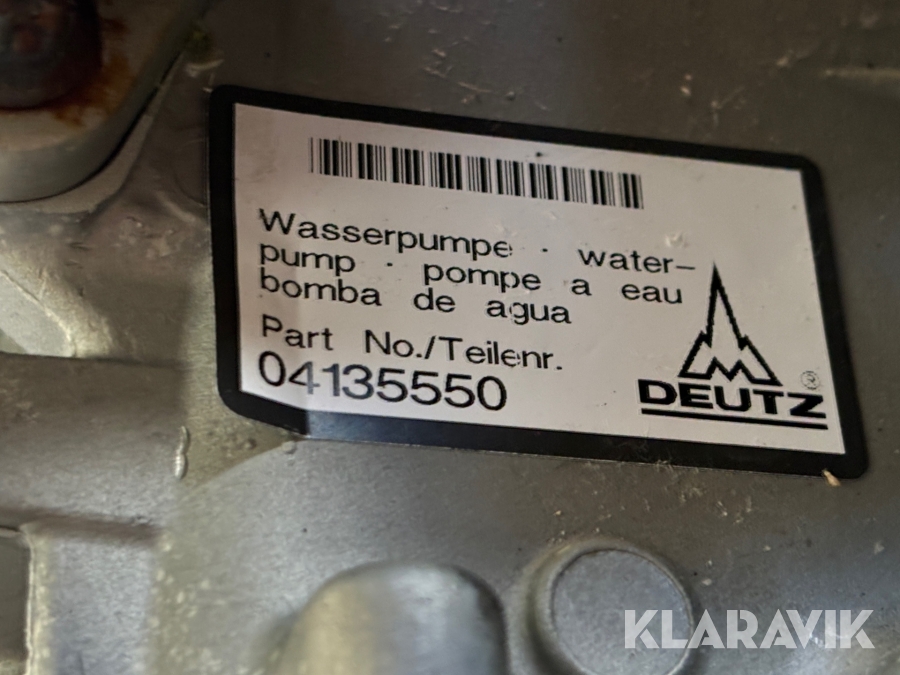 Wasserpumpe · water-
pump · pompe a eau
bomba de agua
Part No./Teilenr.
04135550
DEUTZ
®
KLARAVIK